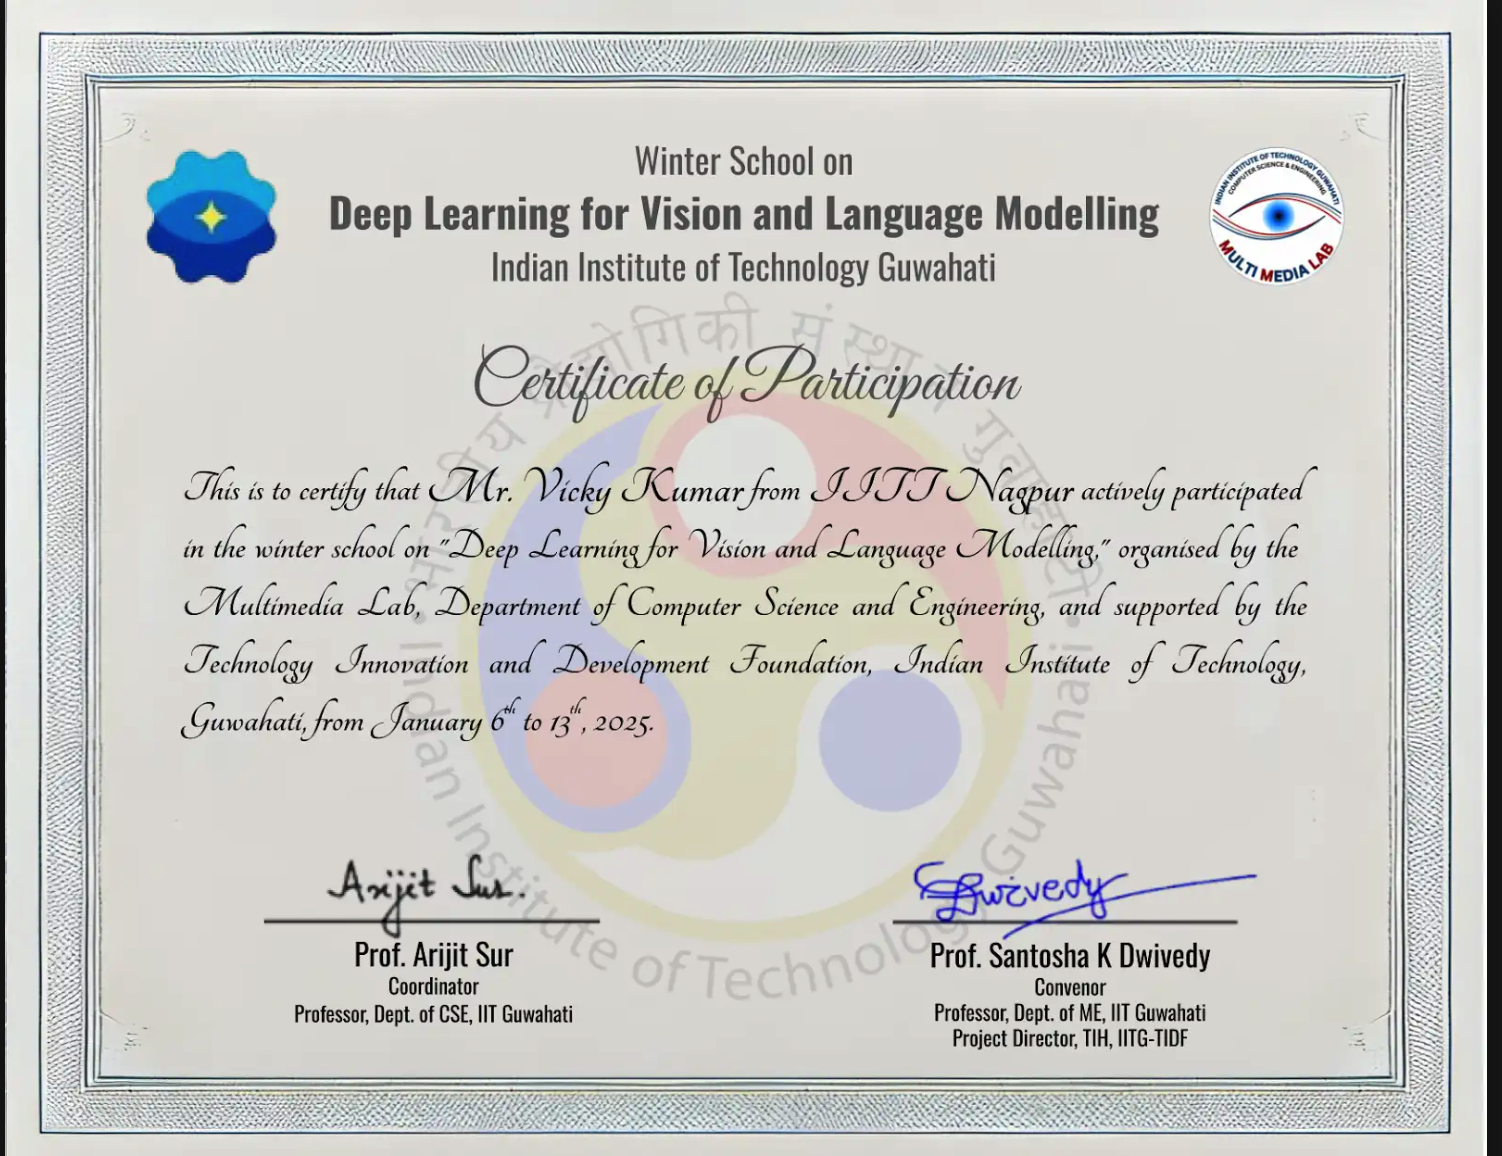 Winter School on
Deep Learning for Vision and Language Modelling
Indian Institute of Technology Guwahati
INDIAN INSTITUTE OF TECHNOLOGY GUWAHATI
COMPUTER SCIENCE & ENGINEERING
MULTI MEDIA LAB
भारतीय प्रौद्योगिकी संस्थान गुवाहाटी
Certificate of Participation
This is to certify that Mr. Vicky Kumar from IITT Nagpur actively participated
in the winter school on "Deep Learning for Vision and Language Modelling," organised by the
Multimedia Lab, Department of Computer Science and Engineering, and supported by the
Technology Innovation and Development Foundation, Indian Institute of Technology,
Guwahati, from January 6th to 13th, 2025.
Indian Institute of Technology Guwahati
Arijit Sur.
Dwivedy
Prof. Arijit Sur
Coordinator
Professor, Dept. of CSE, IIT Guwahati
Prof. Santosha K Dwivedy
Convenor
Professor, Dept. of ME, IIT Guwahati
Project Director, TIH, IITG-TIDF